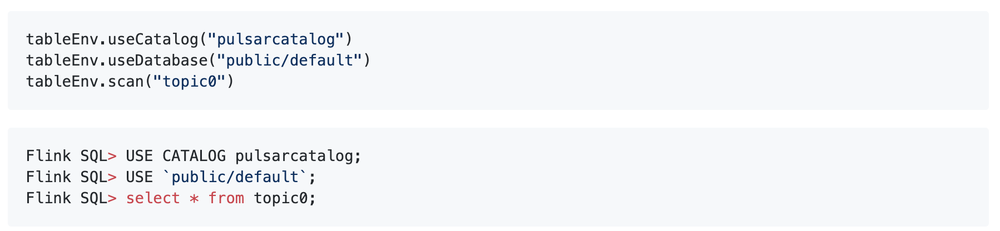 tableEnv.useCatalog("pulsarcatalog")
tableEnv.useDatabase("public/default")
tableEnv.scan("topic0")
Flink SQL> USE CATALOG pulsarcatalog;
Flink SQL> USE `public/default`;
Flink SQL> select * from topic0;